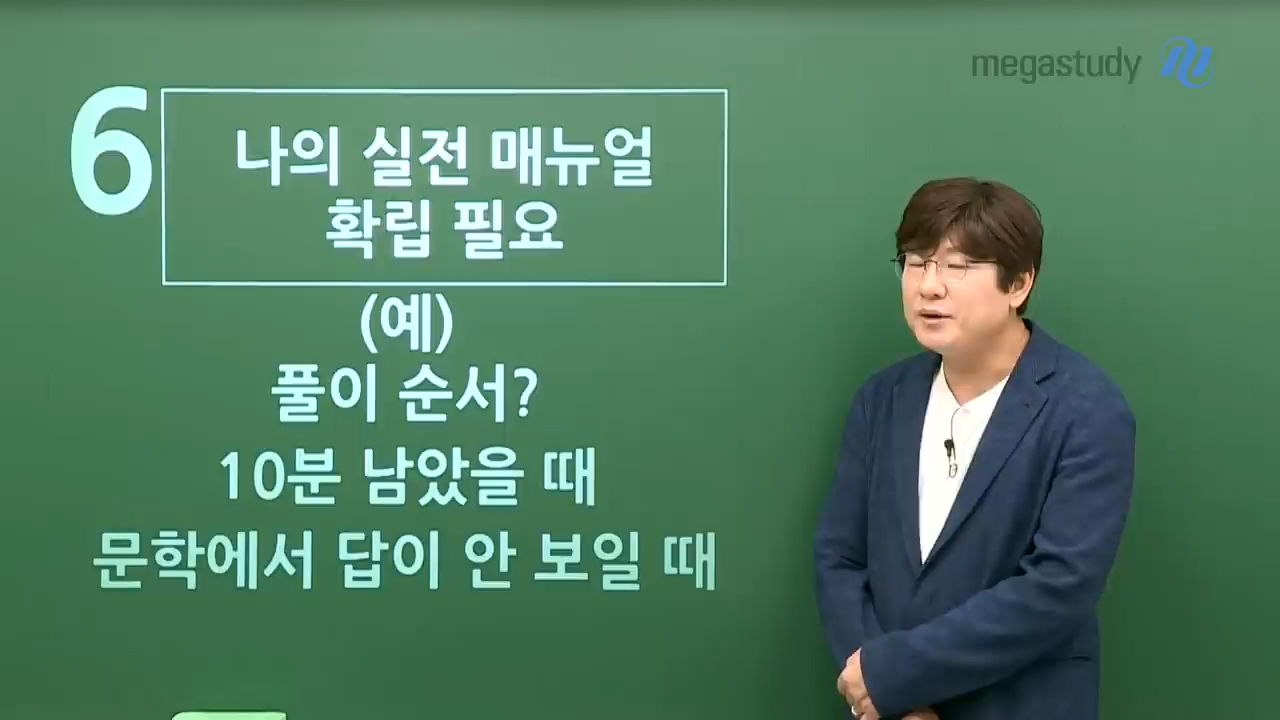 megastudy
6
나의 실전 매뉴얼
확립 필요
(예)
풀이 순서?
10분 남았을 때
문학에서 답이 안 보일 때